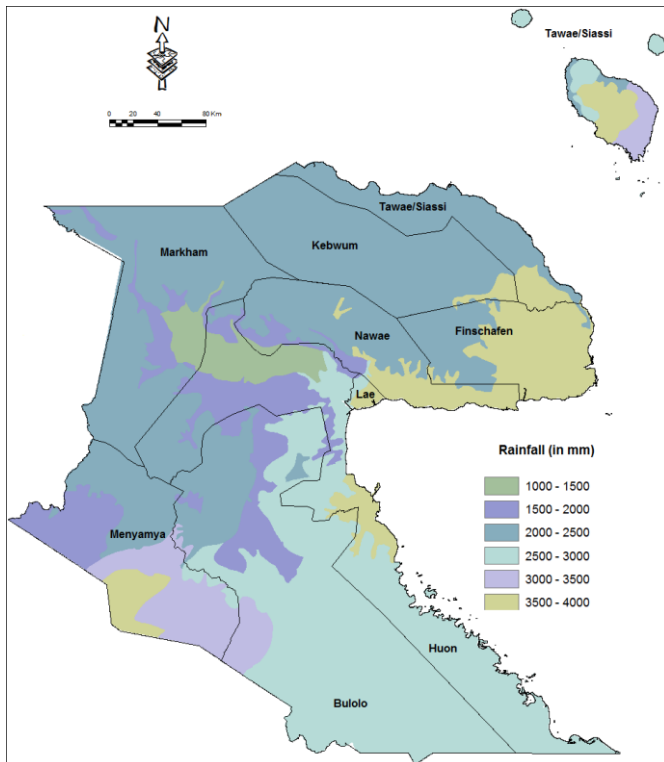 N
0 20 40 80 Km
Tawae/Siassi
Tawae/Siassi
Kebwum
Markham
Nawae
Finschafen
Lae
Menyamya
Huon
Bulolo
Rainfall (in mm)
1000 - 1500
1500 - 2000
2000 - 2500
2500 - 3000
3000 - 3500
3500 - 4000